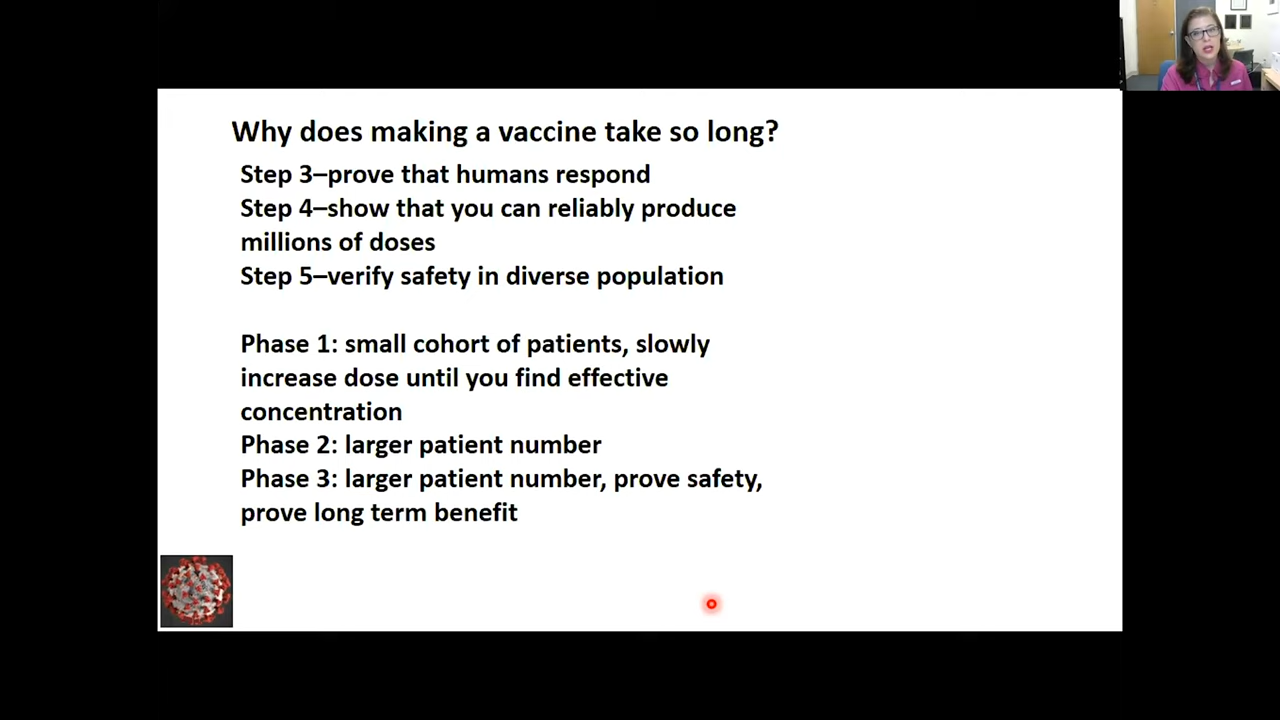 Why does making a vaccine take so long?
Step 3–prove that humans respond
Step 4–show that you can reliably produce
millions of doses
Step 5–verify safety in diverse population
Phase 1: small cohort of patients, slowly
increase dose until you find effective
concentration
Phase 2: larger patient number
Phase 3: larger patient number, prove safety,
prove long term benefit